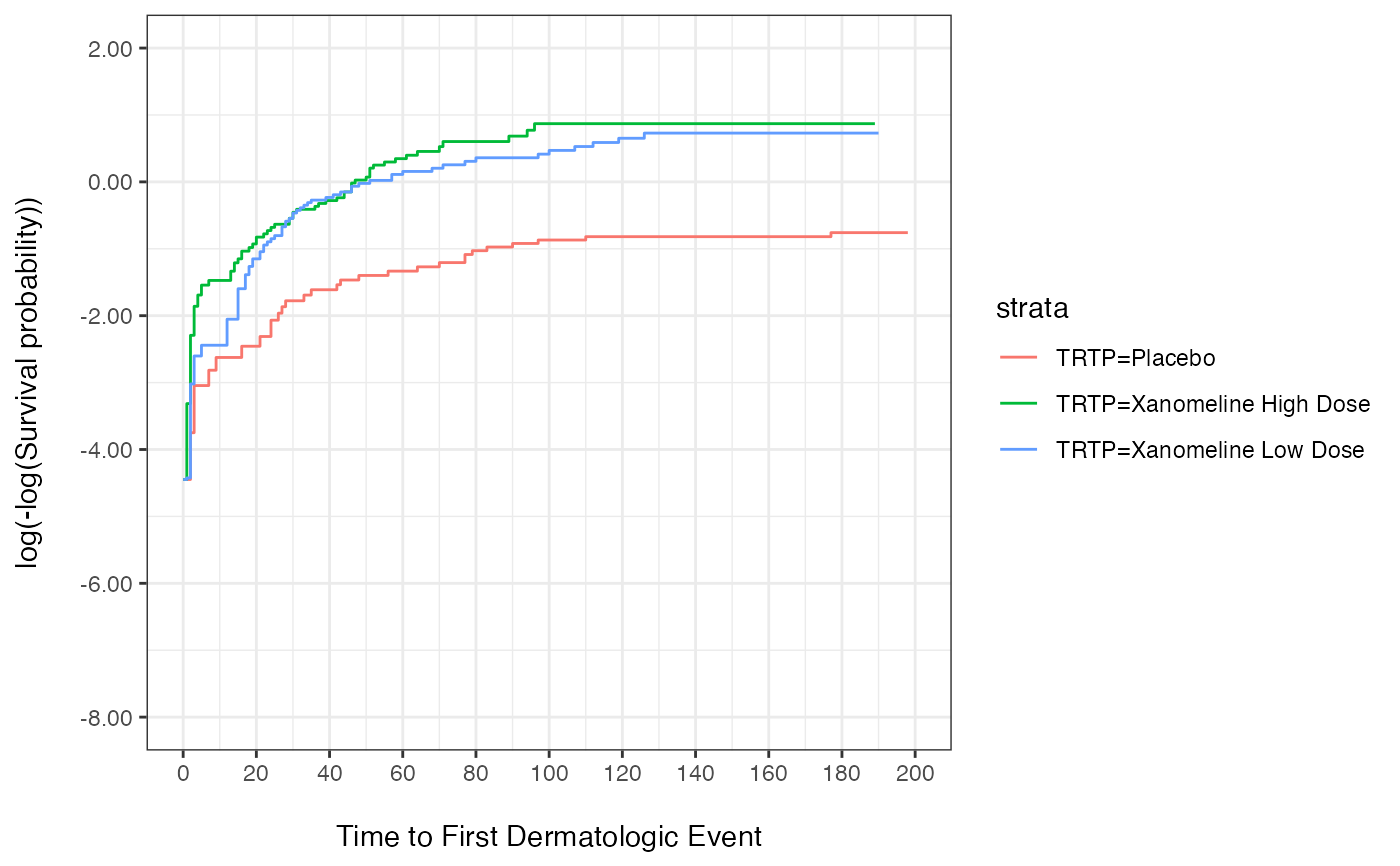 2.00
0.00
-2.00
-4.00
-6.00
-8.00
log(-log(Survival probability))
0 20 40 60 80 100 120 140 160 180 200
Time to First Dermatologic Event
strata
TRTP=Placebo
TRTP=Xanomeline High Dose
TRTP=Xanomeline Low Dose